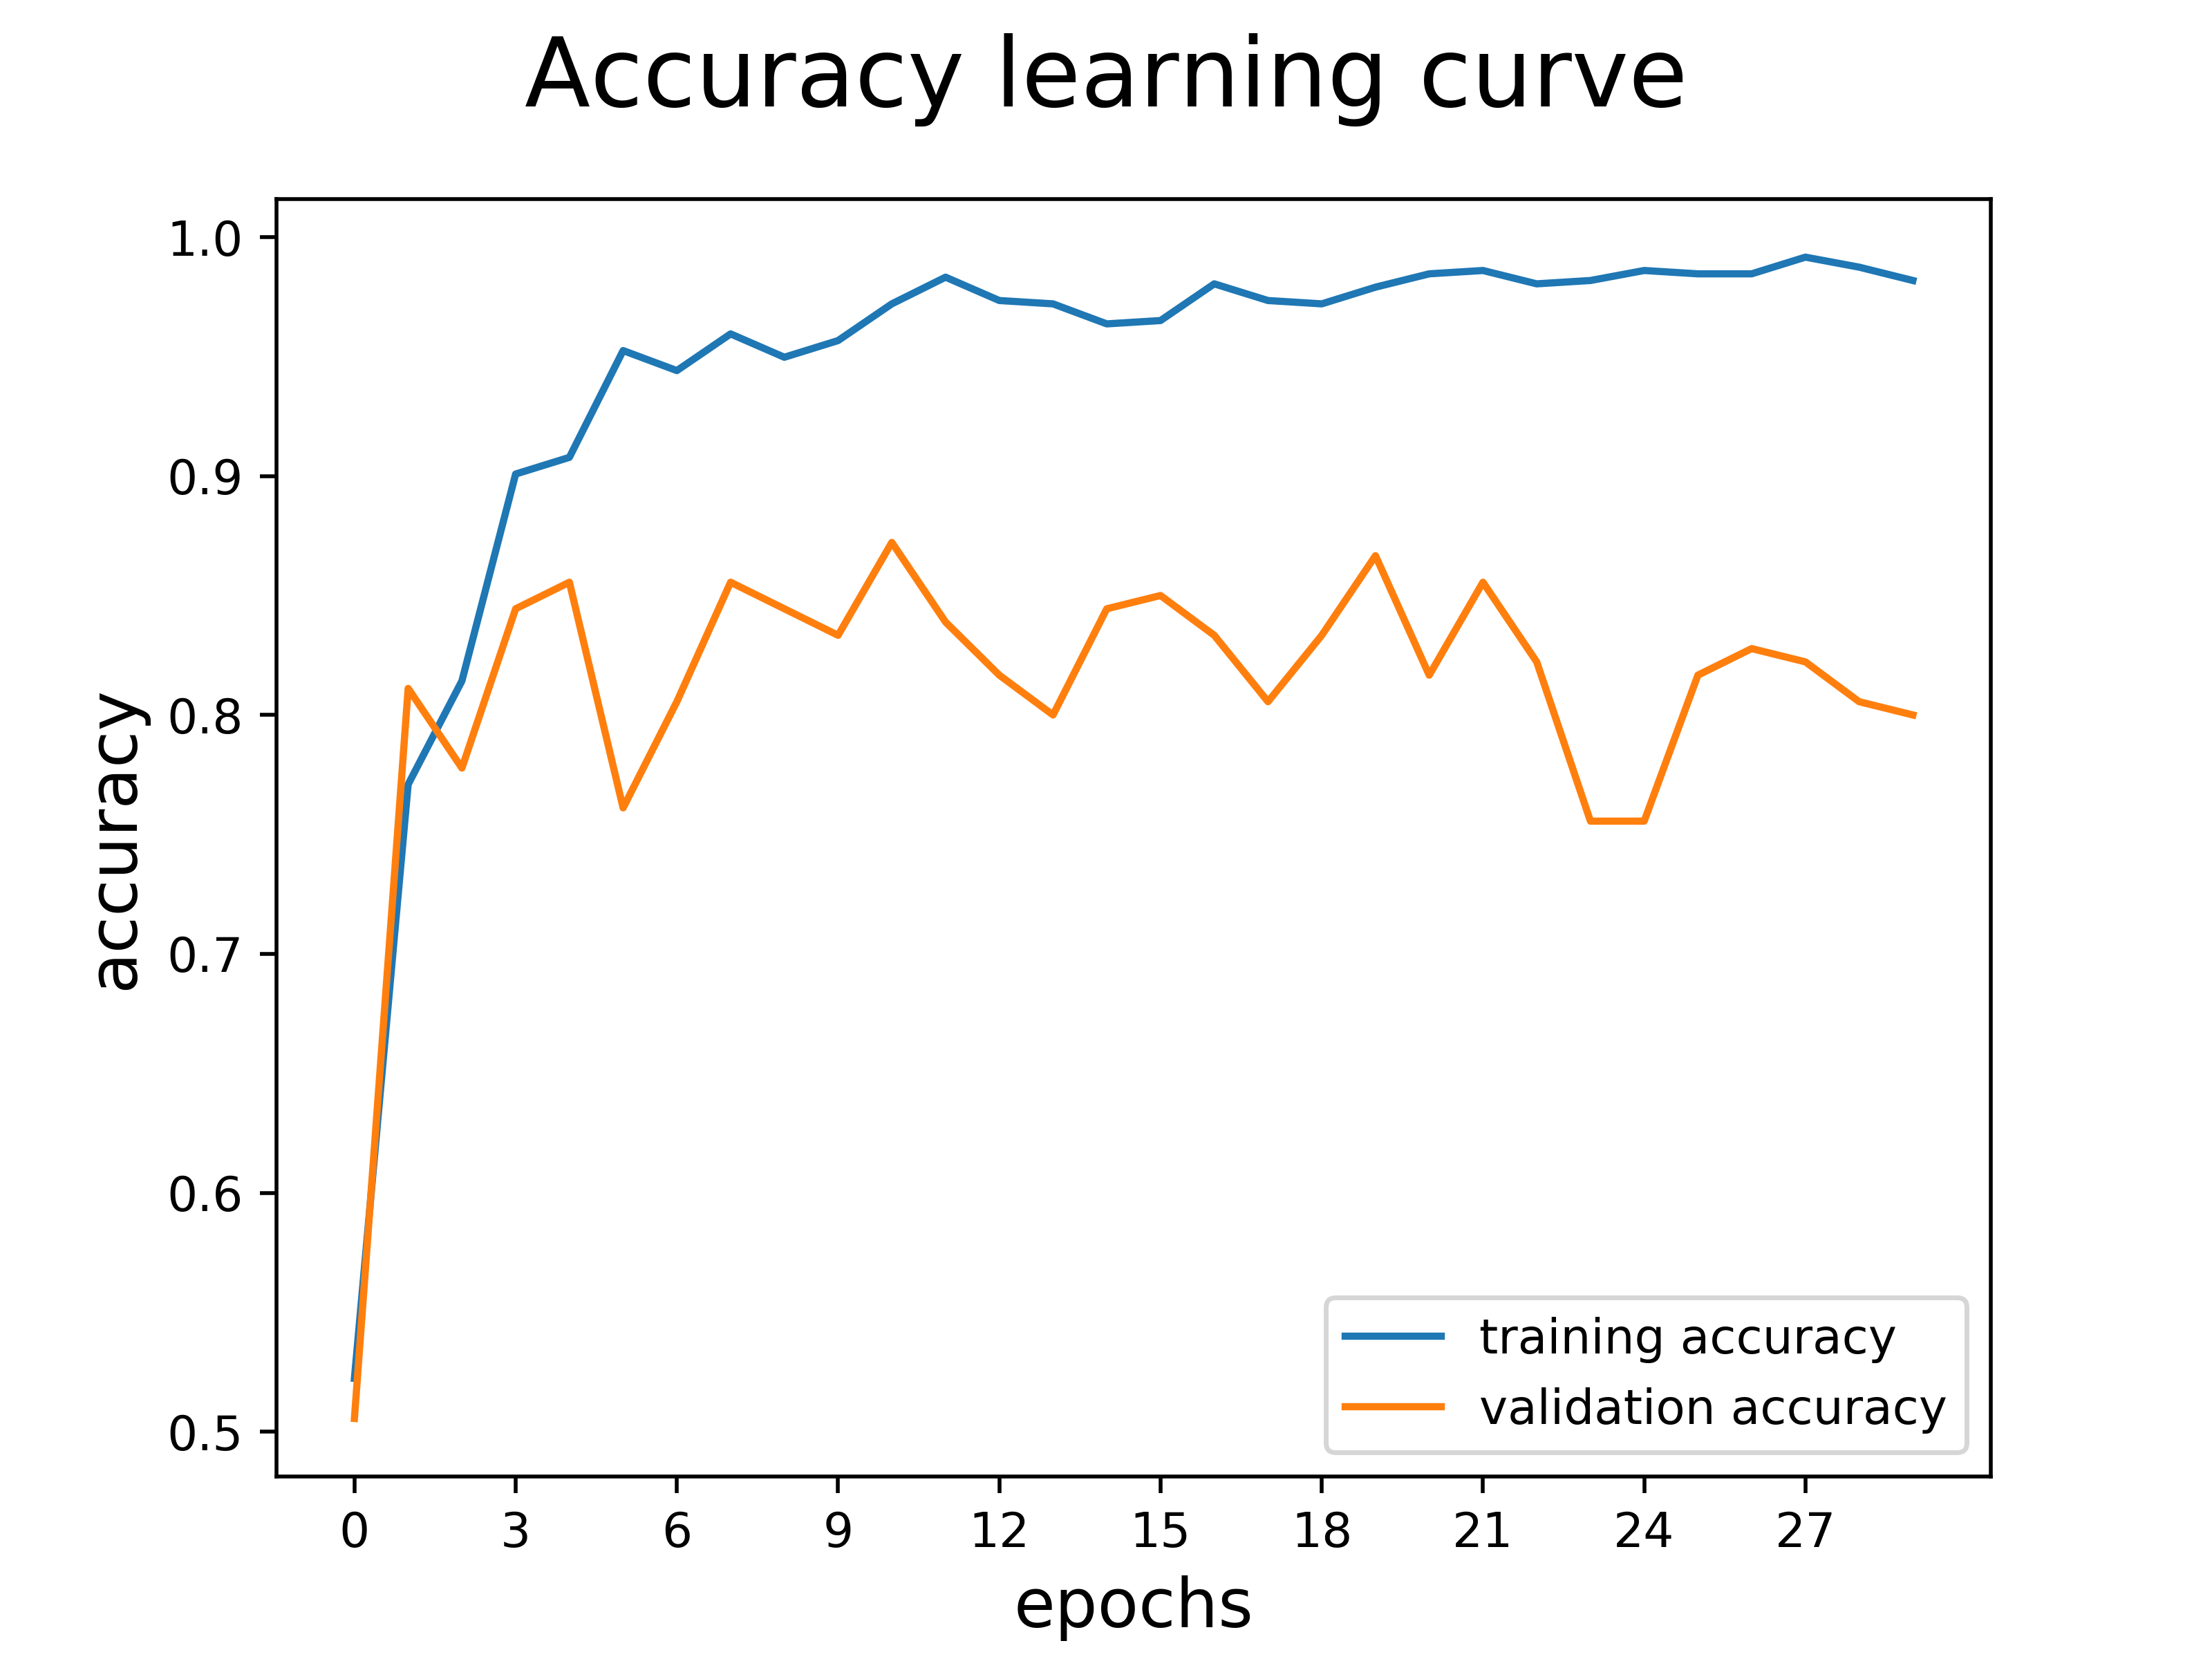 Accuracy learning curve
1.0
0.9
0.8
0.7
0.6
0.5
accuracy
0 3 6 9 12 15 18 21 24 27
epochs
training accuracy
validation accuracy